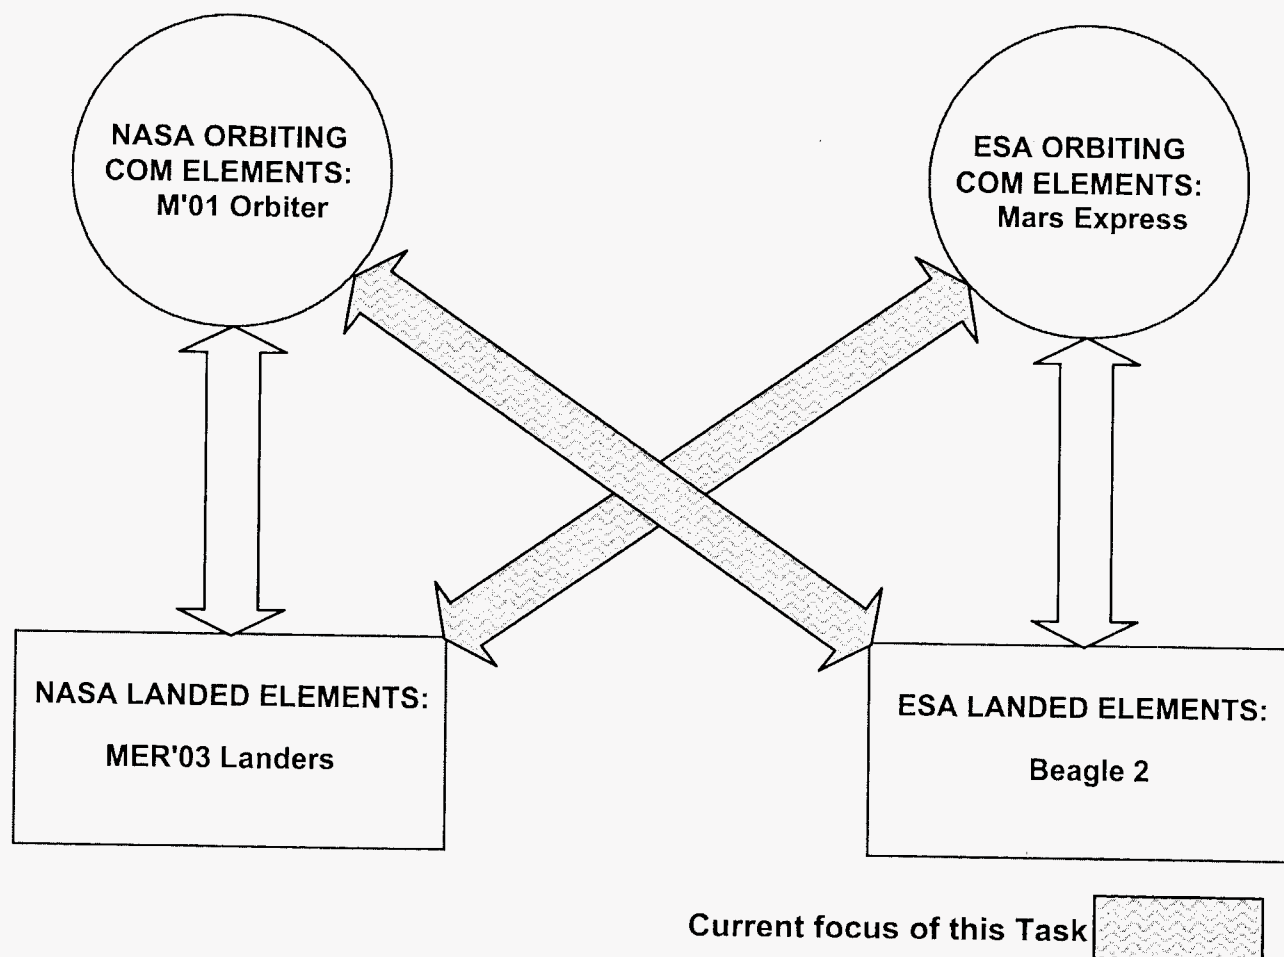 NASA ORBITING
COM ELEMENTS:
M'01 Orbiter
ESA ORBITING
COM ELEMENTS:
Mars Express
NASA LANDED ELEMENTS:
MER'03 Landers
ESA LANDED ELEMENTS:
Beagle 2
Current focus of this Task